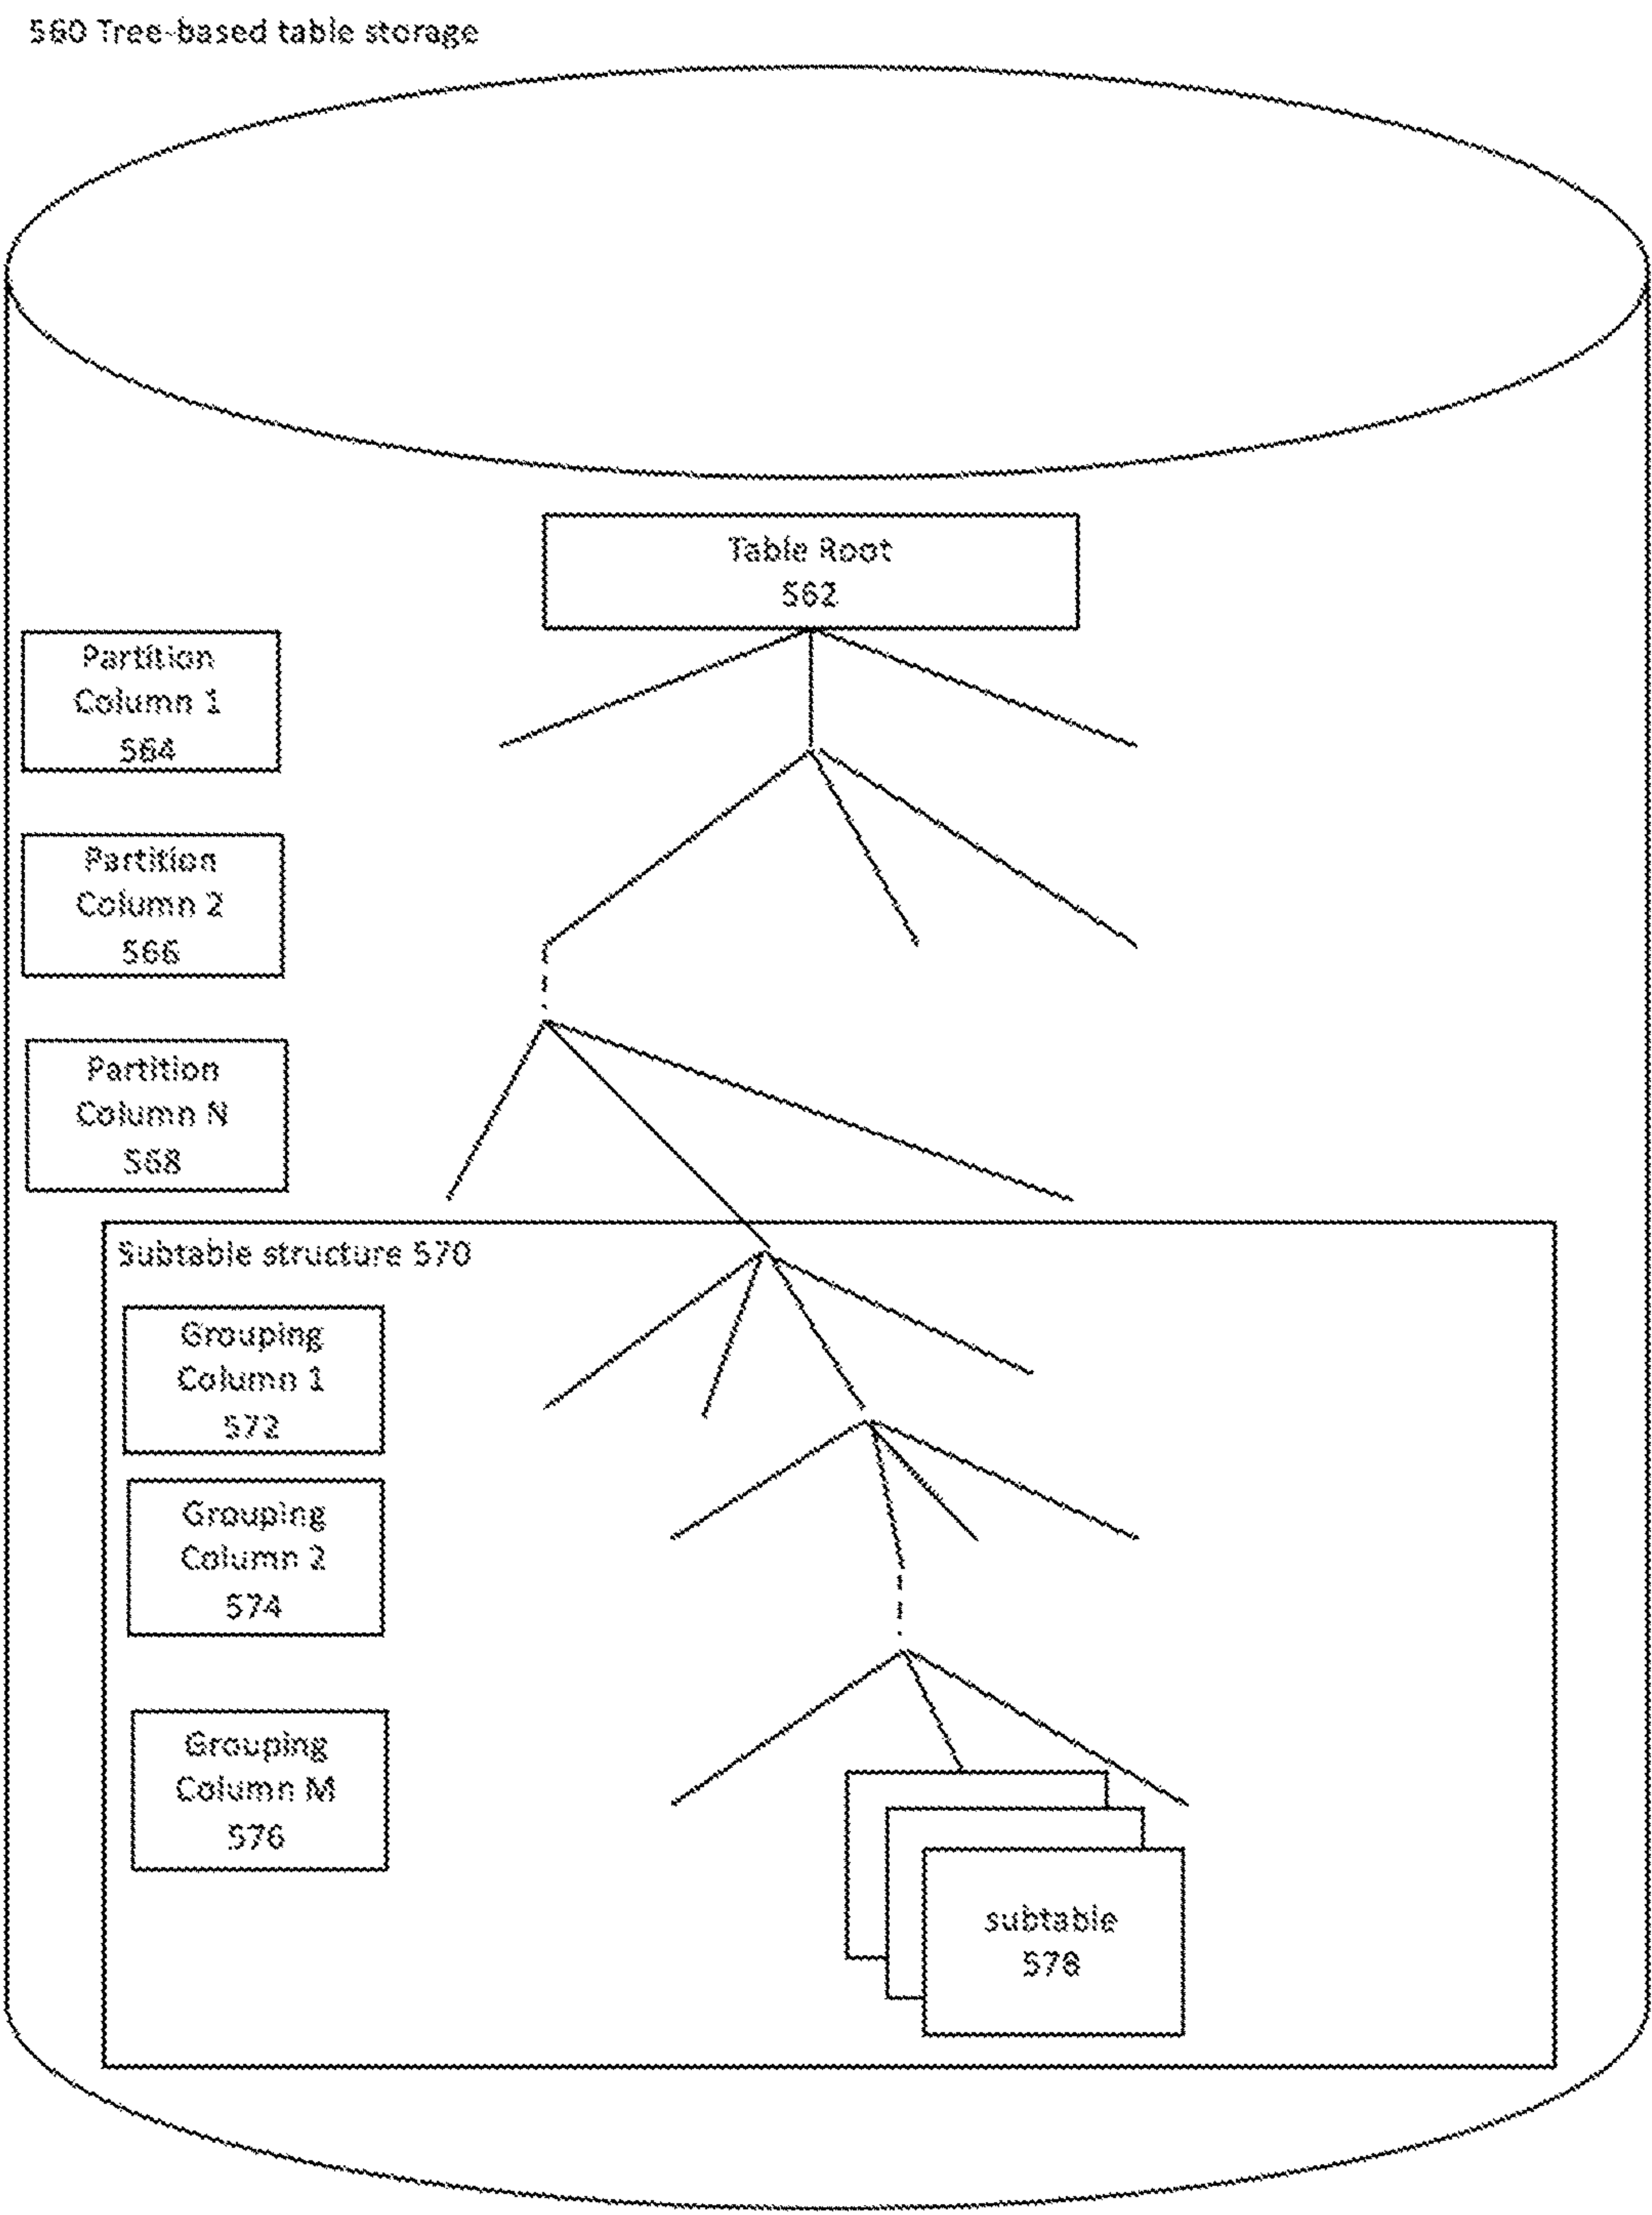 560 Tree-based table storage
Table Root
562
Partition
Column 1
564
Partition
Column 2
566
Partition
Column N
568
Subtable structure 570
Grouping
Column 1
572
Grouping
Column 2
574
Grouping
Column M
576
subtable
578